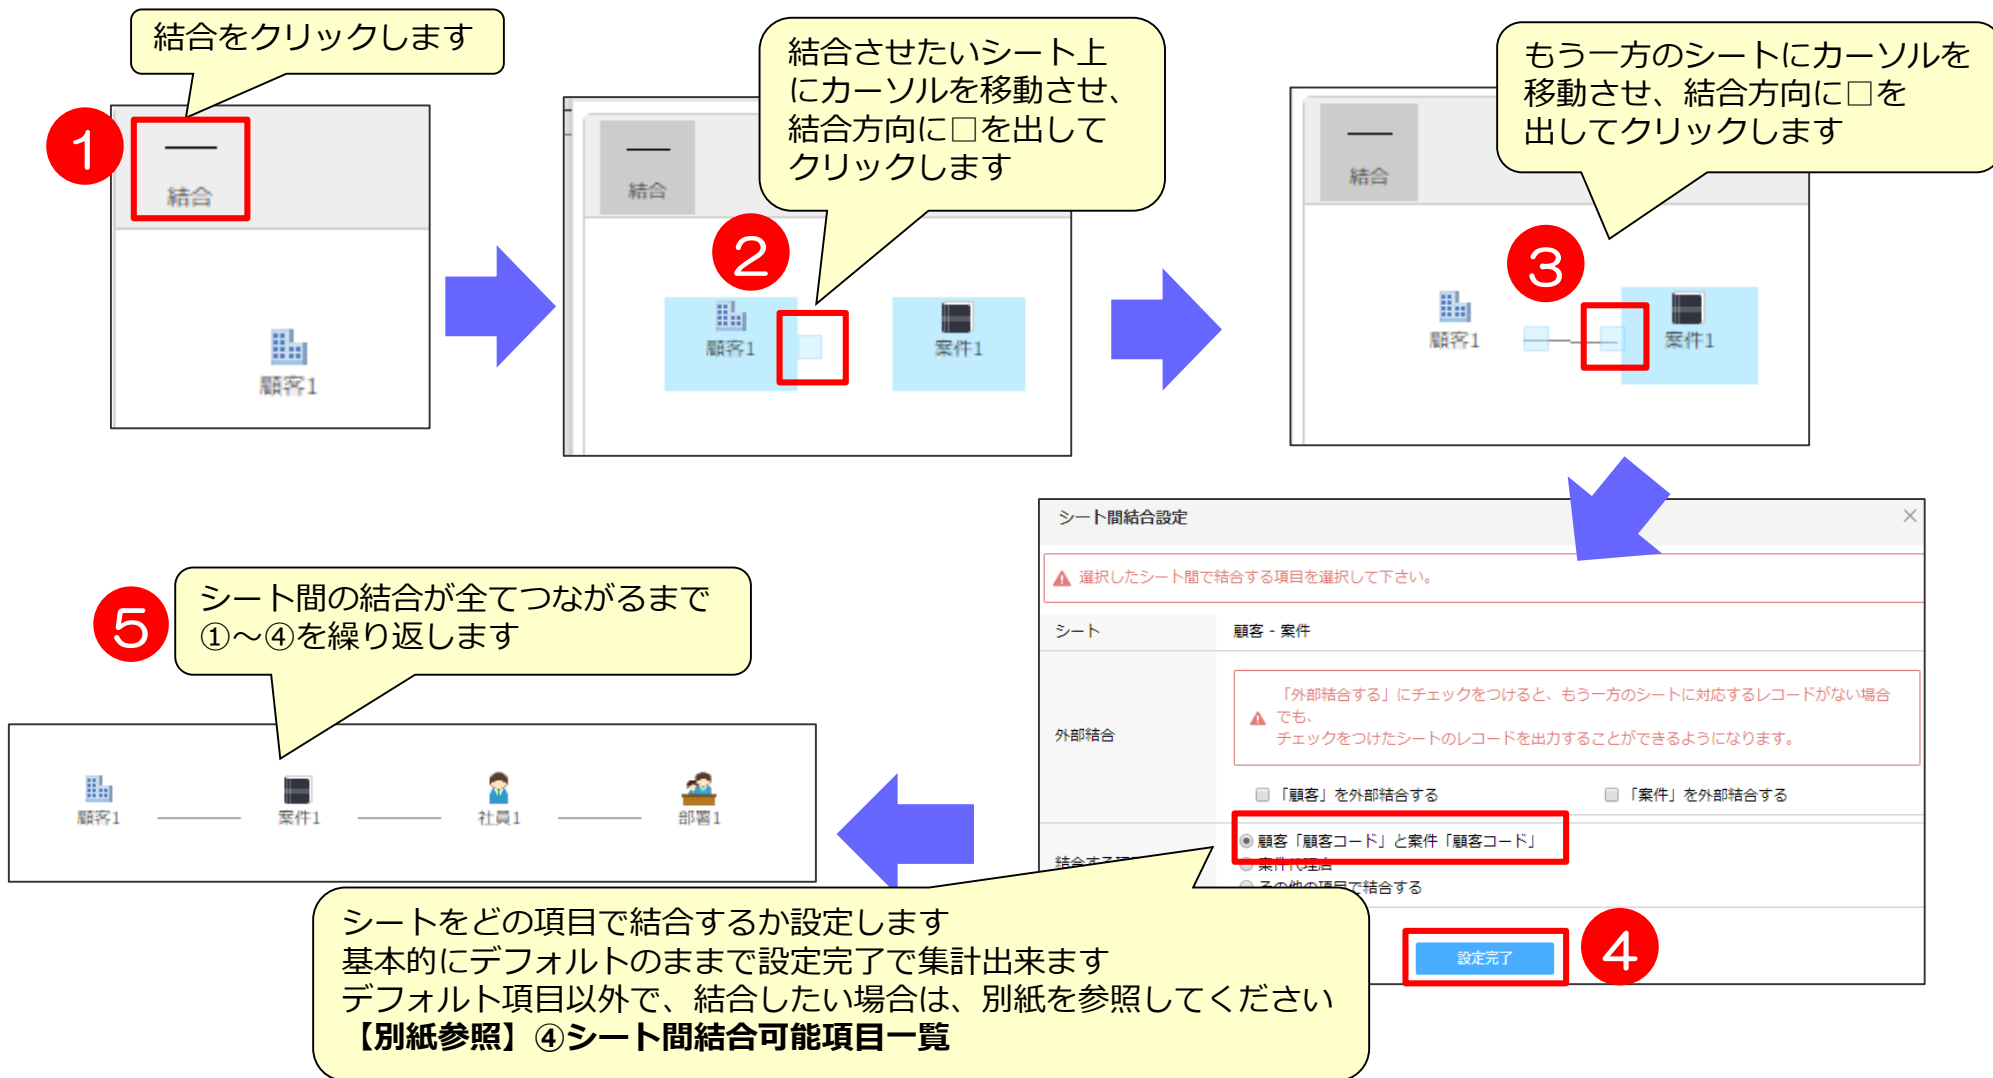 結合をクリックします
1
結合
顧客1
結合させたいシート上
にカーソルを移動させ、
結合方向に□を出して
クリックします
結合
2
顧客1
案件1
もう一方のシートにカーソルを
移動させ、結合方向に□を
出してクリックします
結合
3
顧客1
案件1
シート間結合設定
×
選択したシート間で結合する項目を選択して下さい。
シート
顧客 - 案件
外部結合
「外部結合する」にチェックをつけると、もう一方のシートに対応するレコードがない場合
でも、
チェックをつけたシートのレコードを出力することができるようになります。
「顧客」を外部結合する
「案件」を外部結合する
顧客「顧客コード」と案件「顧客コード」
案件代理店
その他の項目で結合する
設定完了
4
シートをどの項目で結合するか設定します
基本的にデフォルトのままで設定完了で集計出来ます
デフォルト項目以外で、結合したい場合は、別紙を参照してください
【別紙参照】④シート間結合可能項目一覧
5
シート間の結合が全てつながるまで
①～④を繰り返します
顧客1
案件1
社員1
部署1